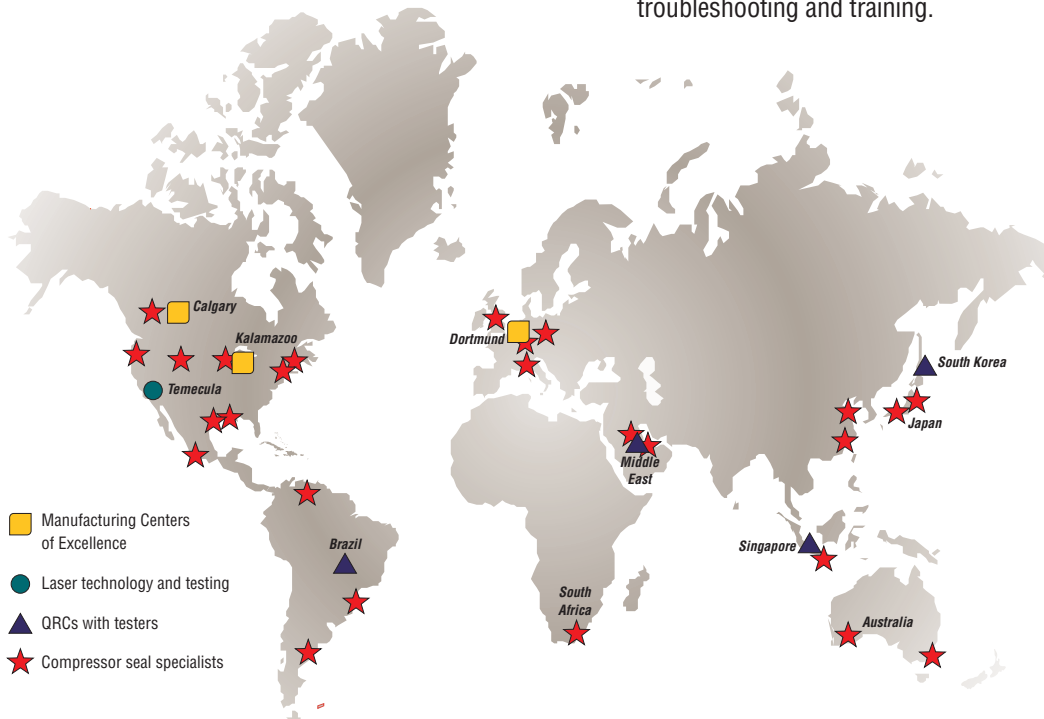 troubleshooting and training.
Calgary
Kalamazoo
Temecula
Dortmund
South Korea
Japan
Middle
East
Singapore
Brazil
South
Africa
Australia
Manufacturing Centers
of Excellence
Laser technology and testing
QRCs with testers
Compressor seal specialists